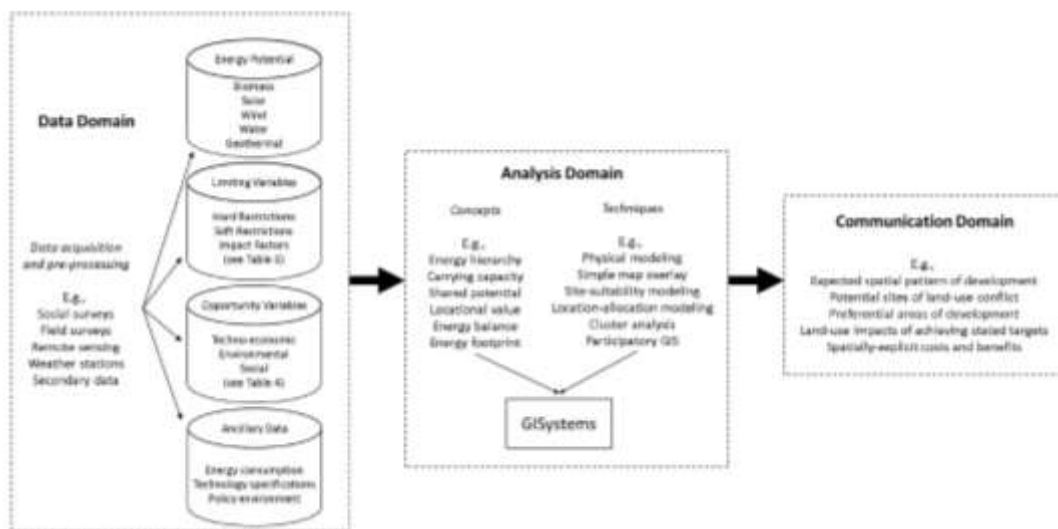 Data Domain
Data acquisition
and pre-processing
E.g.,
Social surveys
Field surveys
Remote sensing
Weather stations
Secondary data
Energy Potential
Biomass
Solar
Wind
Water
Geothermal
Limiting Variables
Hard Restrictions
Soft Restrictions
Impact Factors
(see Table
Opportunity Variables
Techno-economic
Environmental
Social
(see Table 4)
Ancillary Data
Energy consumption
Technology specifications
Policy environment
Analysis Domain
Concepts
E.g.,
Energy hierarchy
Carrying capacity
Shared potential
Locational value
Energy balance
Energy footprint
Techniques
E.g.,
Physical modeling
Simple map overlay
Site-suitability modeling
Location-allocation modeling
Cluster analysis
Participatory GIS
GISystems
Communication Domain
E.g.,
Expected spatial pattern of development
Potential sites of land-use conflict
Preferential areas of development
Land-use impacts of achieving stated targets
Spatially-explicit costs and benefits